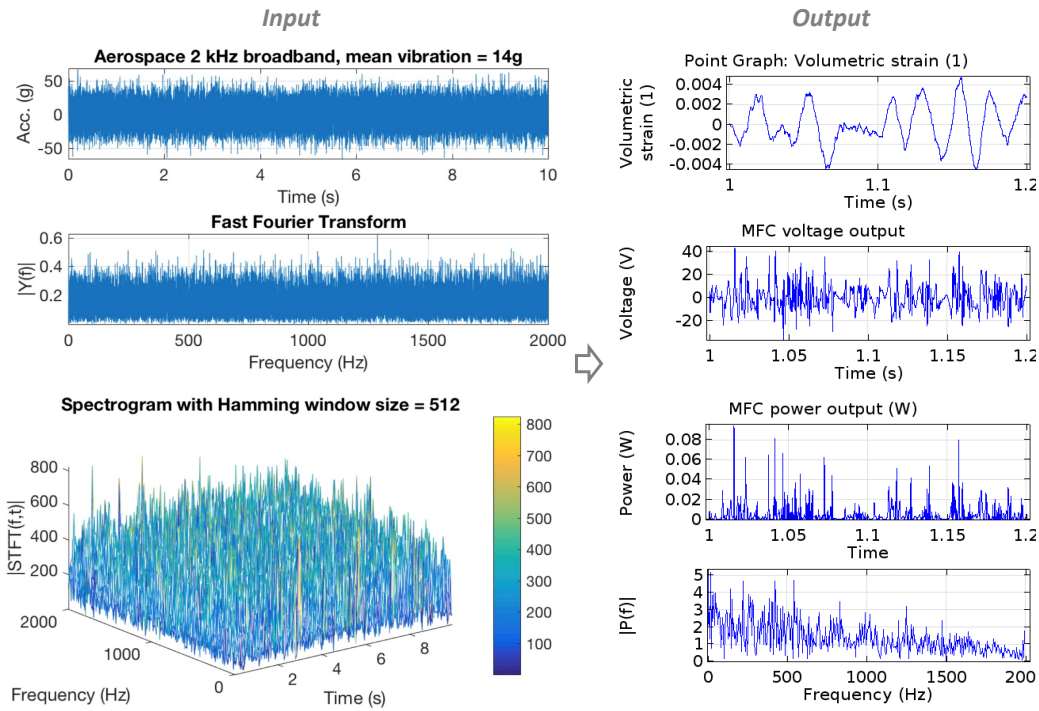 Input
Aerospace 2 kHz broadband, mean vibration = 14g
Acc. (g)
50
0
-50
0 2 4 6 8 10
Time (s)
Fast Fourier Transform
|Y(f)|
0.6
0.4
0.2
0 500 1000 1500 2000
Frequency (Hz)
Spectrogram with Hamming window size = 512
|STFT(f,t)|
800
600
400
200
2000
1000
0
Frequency (Hz)
2 4 6 8
Time (s)
800
700
600
500
400
300
200
100
Output
Point Graph: Volumetric strain (1)
Volumetric
strain (1)
0.004
0.002
0
-0.002
-0.004
1 1.1 1.2
Time (s)
MFC voltage output
Voltage (V)
40
20
0
-20
1 1.05 1.1 1.15 1.2
Time (s)
MFC power output (W)
Power (W)
0.08
0.06
0.04
0.02
0
1 1.05 1.1 1.15 1.2
Time
|P(f)|
5
4
3
2
1
0
0 500 1000 1500 200
Frequency (Hz)